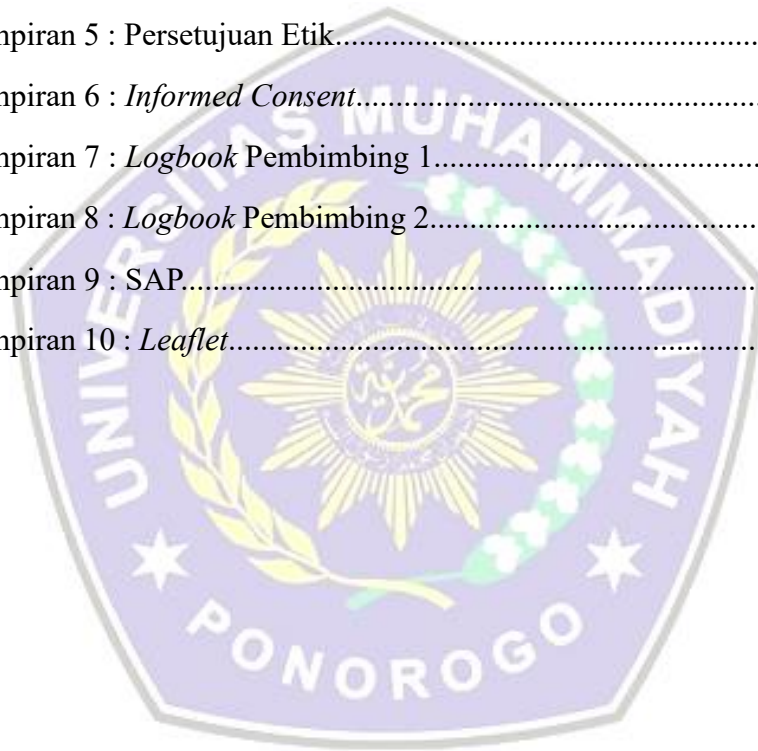 mpiran 5 : Persetujuan Etik
mpiran 6 : Informed Consent
mpiran 7 : Logbook Pembimbing 1
mpiran 8 : Logbook Pembimbing 2
mpiran 9 : SAP
mpiran 10 : Leaflet
UNIVERSITAS MUHAMMADIYAH
محمدية
PONOROGO